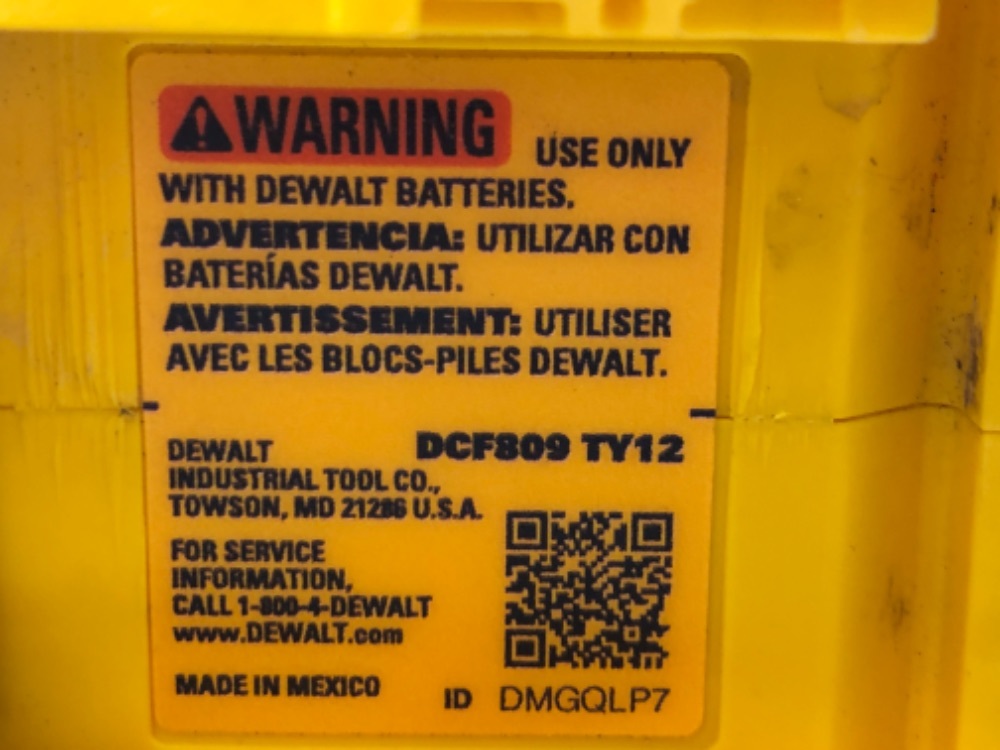 WARNING USE ONLY
WITH DEWALT BATTERIES.
ADVERTENCIA: UTILIZAR CON
BATERÍAS DEWALT.
AVERTISSEMENT: UTILISER
AVEC LES BLOCS-PILES DEWALT.
DEWALT DCF809 TY12
INDUSTRIAL TOOL CO.,
TOWSON, MD 21286 U.S.A.
FOR SERVICE
INFORMATION,
CALL 1-800-4-DEWALT
www.DEWALT.com
MADE IN MEXICO
ID DMGQLP7